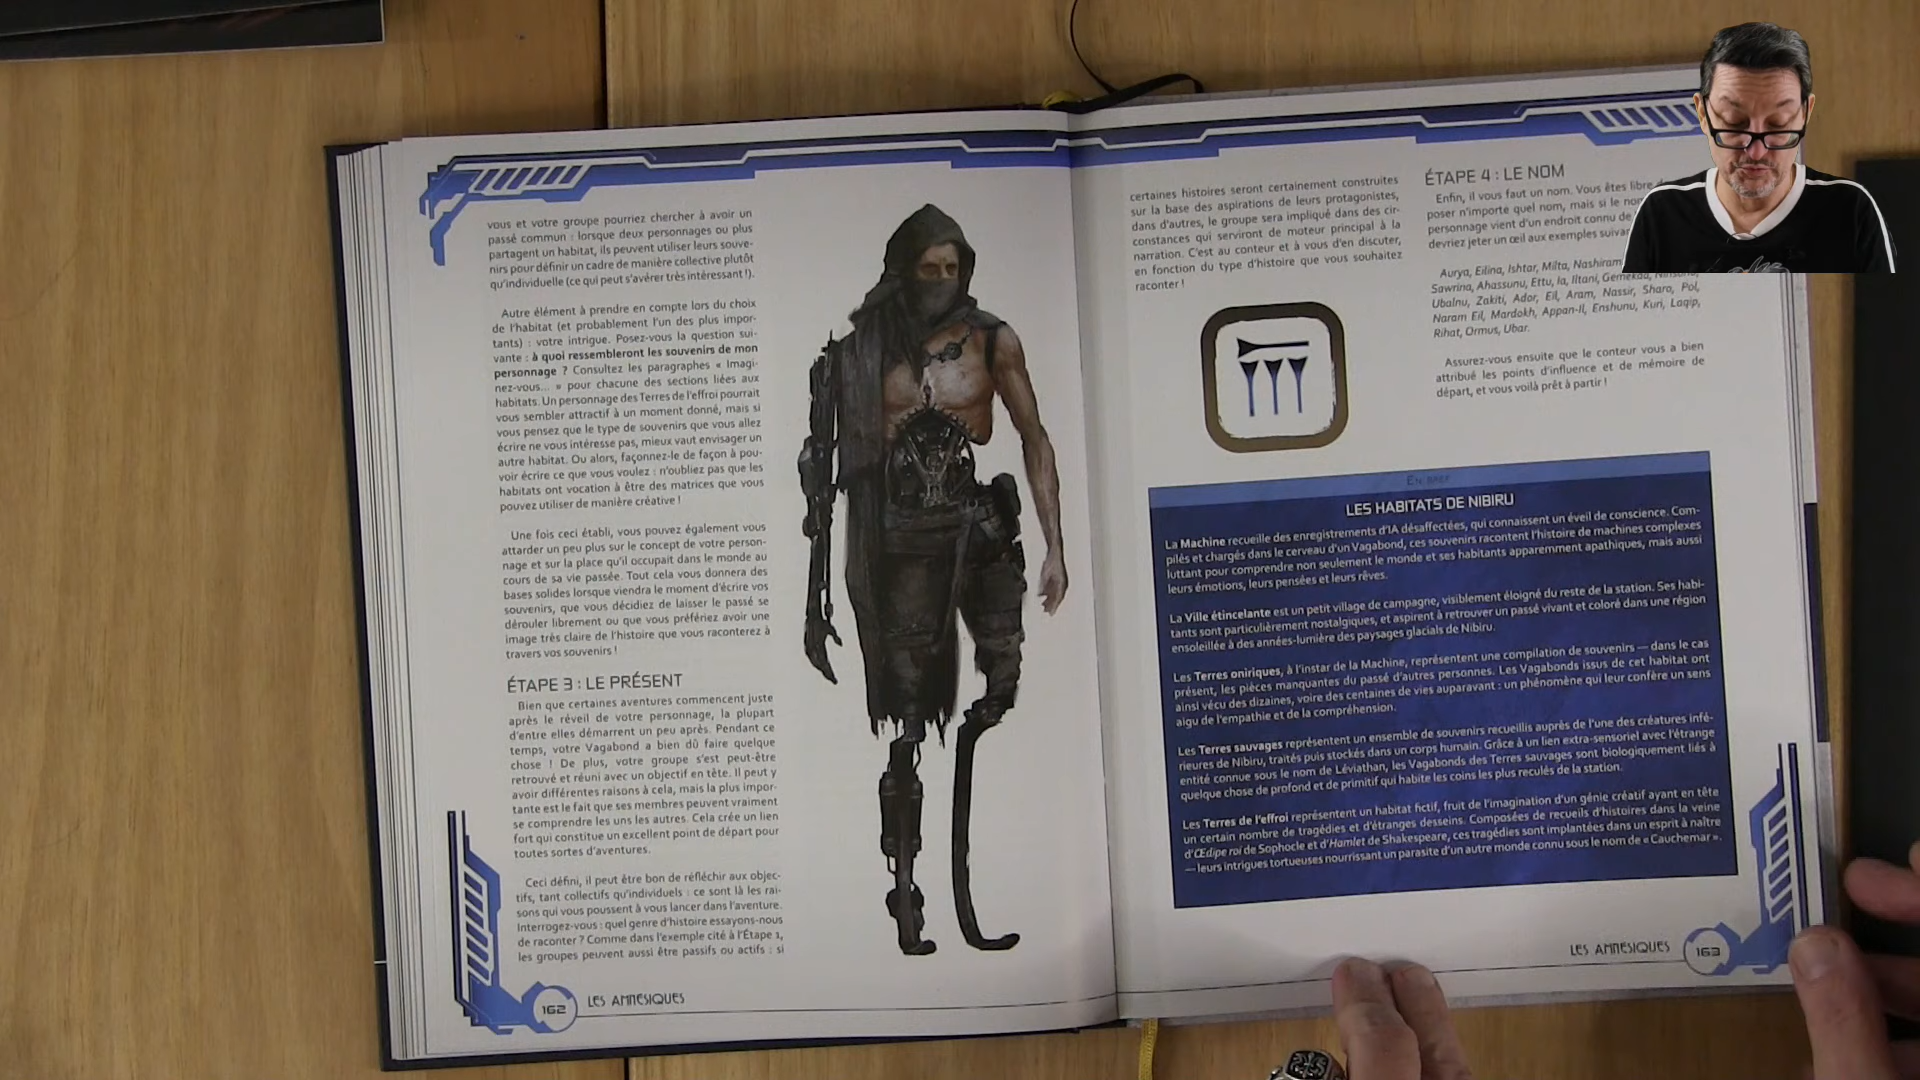 vous et votre groupe pourriez chercher à avoir un
passé commun : lorsque deux personnages ou plus
partagent un habitat, ils peuvent utiliser leurs souve-
nirs pour définir un cadre de manière collective plutôt
qu'individuelle (ce qui peut s'avérer très intéressant !).
Autre élément à prendre en compte lors du choix
de l'habitat (et probablement l'un des plus impor-
tants) : votre intrigue. Posez-vous la question sui-
vante : à quoi ressembleront les souvenirs de mon
personnage ? Consultez les paragraphes « Imagi-
nez-vous... » pour chacune des sections liées aux
habitats. Un personnage des Terres de l'effroi pourrait
vous sembler attractif à un moment donné, mais si
vous pensez que le type de souvenirs que vous allez
écrire ne vous intéresse pas, mieux vaut envisager un
autre habitat. Ou alors, façonnez-le de façon à pou-
voir écrire ce que vous voulez : n'oubliez pas que les
habitats ont vocation à être des matrices que vous
pouvez utiliser de manière créative !
Une fois ceci établi, vous pouvez également vous
attarder un peu plus sur le concept de votre person-
nage et sur la place qu'il occupait dans le monde au
cours de sa vie passée. Tout cela vous donnera des
bases solides lorsque viendra le moment d'écrire vos
souvenirs, que vous décidiez de laisser le passé se
dérouler librement ou que vous préfériez avoir une
image très claire de l'histoire que vous raconterez à
travers vos souvenirs !
ÉTAPE 3 : LE PRÉSENT
Bien que certaines aventures commencent juste
après le réveil de votre personnage, la plupart
d'entre elles démarrent un peu après. Pendant ce
temps, votre Vagabond a bien dû faire quelque
chose ! De plus, votre groupe s'est peut-être
retrouvé et réuni avec un objectif en tête. Il peut y
avoir différentes raisons à cela, mais la plus impor-
tante est le fait que ses membres peuvent vraiment
se comprendre les uns les autres. Cela crée un lien
fort qui constitue un excellent point de départ pour
toutes sortes d'aventures.
Ceci défini, il peut être bon de réfléchir aux objec-
tifs, tant collectifs qu'individuels : ce sont là les rai-
sons qui vous poussent à vous lancer dans l'aventure.
Interrogez-vous : quel genre d'histoire essayons-nous
de raconter ? Comme dans l'exemple cité à l'Étape 1,
les groupes peuvent aussi être passifs ou actifs : si
162 LES AMNÉSIQUES
certaines histoires seront certainement construites
sur la base des aspirations de leurs protagonistes,
dans d'autres, le groupe sera impliqué dans des cir-
constances qui serviront de moteur principal à la
narration. C'est au conteur et à vous d'en discuter,
en fonction du type d'histoire que vous souhaitez
raconter !
ÉTAPE 4 : LE NOM
Enfin, il vous faut un nom. Vous êtes libre
poser n'importe quel nom, mais si le nom
personnage vient d'un endroit connu de
devriez jeter un œil aux exemples
Aurya, Eilina, Ishtar, Milta, Nashiram
Sawrina, Ahassunu, Ettu, Ia, Iltani,
Ubalnu, Zakiti, Ador, Eil, Aram, Nassir, Sharo, Pol,
Naram Eil, Mardokh, Appan-Il, Enshunu, Kuri, Laqip,
Rihat, Ormus, Ubar.
Assurez-vous ensuite que le conteur vous a bien
attribué les points d'influence et de mémoire de
départ, et vous voilà prêt à partir !
EN BREF
LES HABITATS DE NIBIRU
La Machine recueille des enregistrements d'IA désaffectées, qui connaissent un éveil de conscience. Com-
pilés et chargés dans le cerveau d'un Vagabond, ces souvenirs racontent l'histoire de machines complexes
luttant pour comprendre non seulement le monde et ses habitants apparemment apathiques, mais aussi
leurs émotions, leurs pensées et leurs rêves.
La Ville étincelante est un petit village de campagne, visiblement éloigné du reste de la station. Ses habi-
tants sont particulièrement nostalgiques, et aspirent à retrouver un passé vivant et coloré dans une région
ensoleillée à des années-lumière des paysages glacials de Nibiru.
Les Terres oniriques, à l'instar de la Machine, représentent une compilation de souvenirs — dans le cas
présent, les pièces manquantes du passé d'autres personnes. Les Vagabonds issus de cet habitat ont
ainsi vécu des dizaines, voire des centaines de vies auparavant : un phénomène qui leur confère un sens
aigu de l'empathie et de la compréhension.
Les Terres sauvages représentent un ensemble de souvenirs recueillis auprès de l'une des créatures infé-
rieures de Nibiru, traités puis stockés dans un corps humain. Grâce à un lien extra-sensoriel avec l'étrange
entité connue sous le nom de Léviathan, les Vagabonds des Terres sauvages sont biologiquement liés à
quelque chose de profond et de primitif qui habite les coins les plus reculés de la station.
Les Terres de l'effroi représentent un habitat fictif, fruit de l'imagination d'un génie créatif ayant en tête
un certain nombre de tragédies et d'étranges desseins. Composées de recueils d'histoires dans la veine
d'Œdipe roi de Sophocle et d'Hamlet de Shakespeare, ces tragédies sont implantées dans un esprit à naître
— leurs intrigues tortueuses nourrissant un parasite d'un autre monde connu sous le nom de « Cauchemar ».
LES AMNÉSIQUES 163